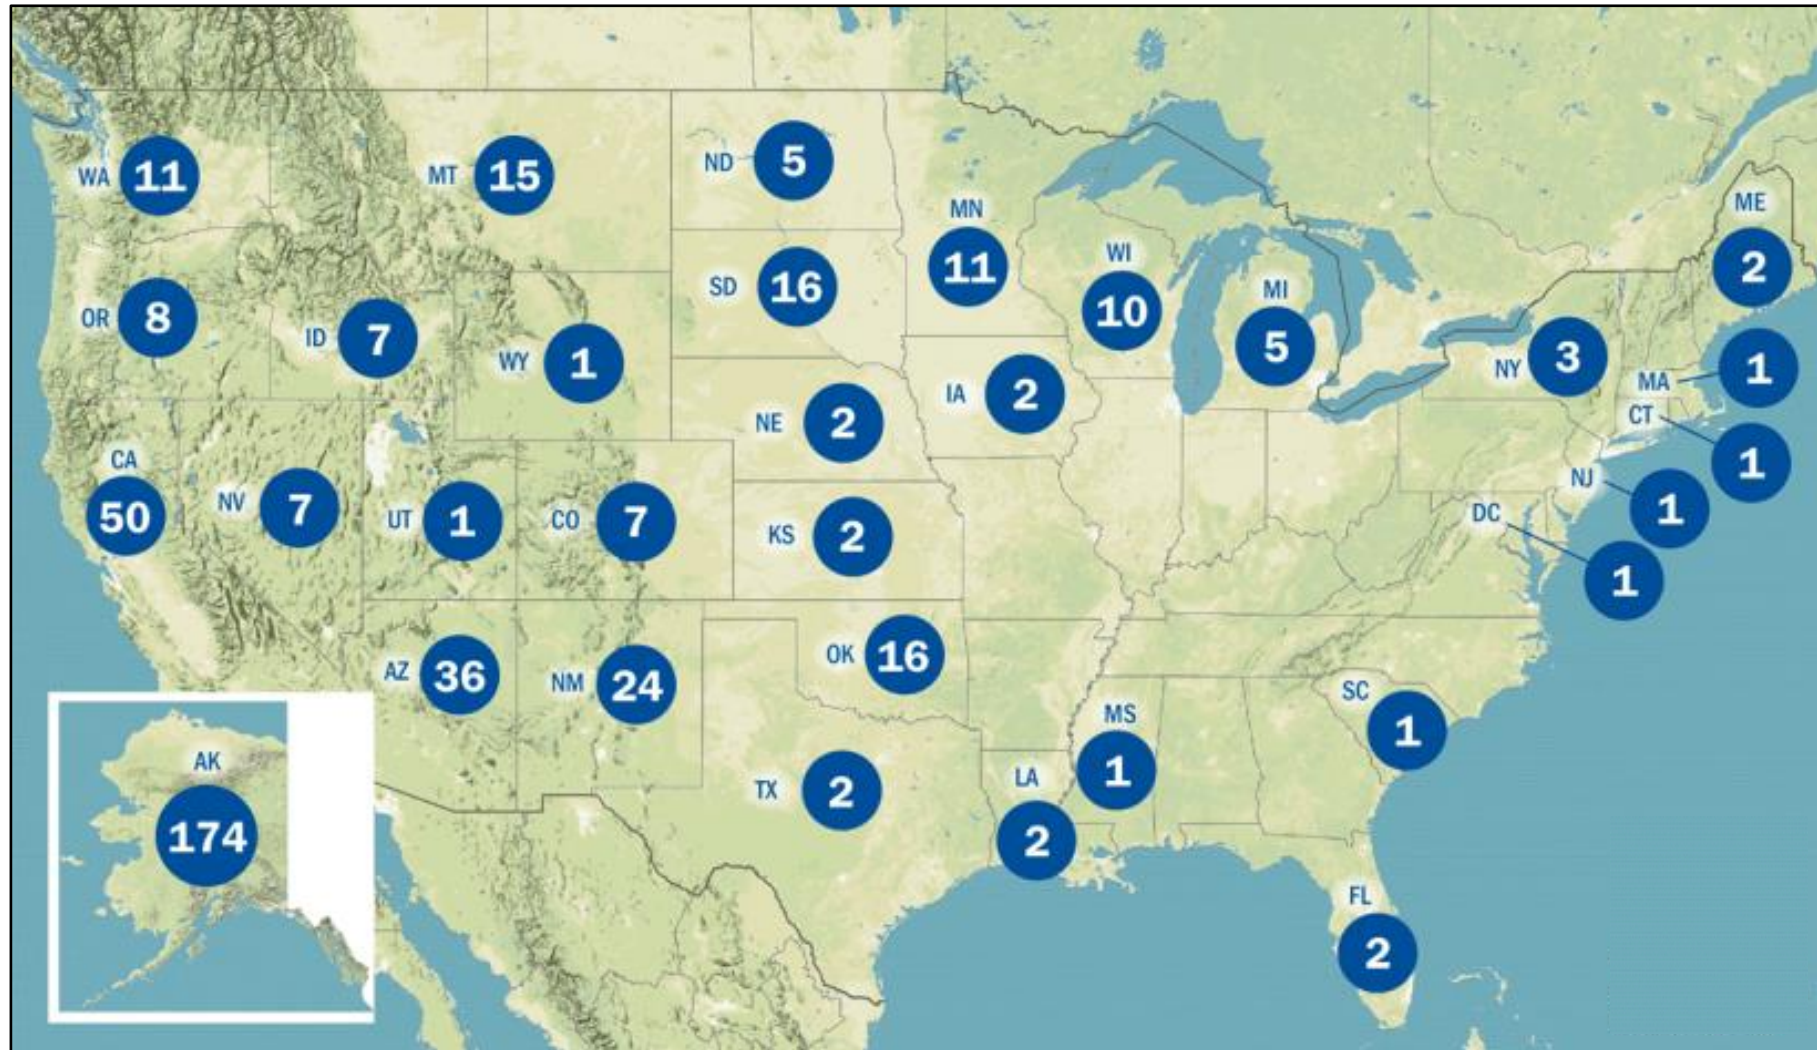 WA 11
MT 15
ND 5
MN 11
ME 2
OR 8
ID 7
WY 1
SD 16
WI 10
MI 5
NY 3
MA 1
CT 1
NJ 1
DC 1
NE 2
IA 2
CA 50
NV 7
UT 1
CO 7
KS 2
AZ 36
NM 24
OK 16
TX 2
LA 2
MS 1
SC 1
FL 2
AK 174